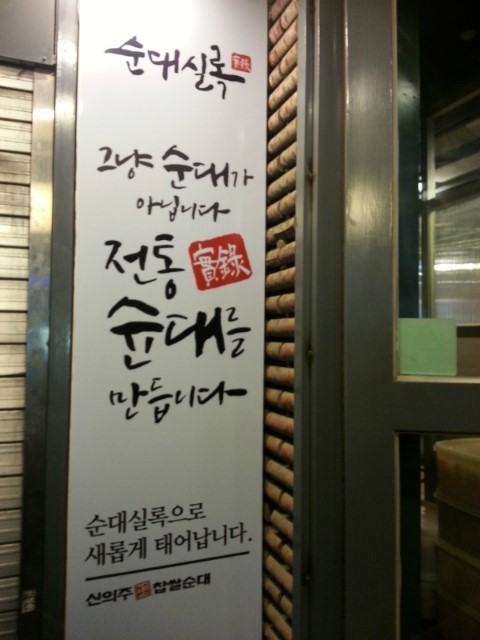 순대실록 實錄
그냥 순대가
아닙니다
전통 實錄
순대를
만듭니다
순대실록으로
새롭게 태어납니다.
신의주 찹쌀순대